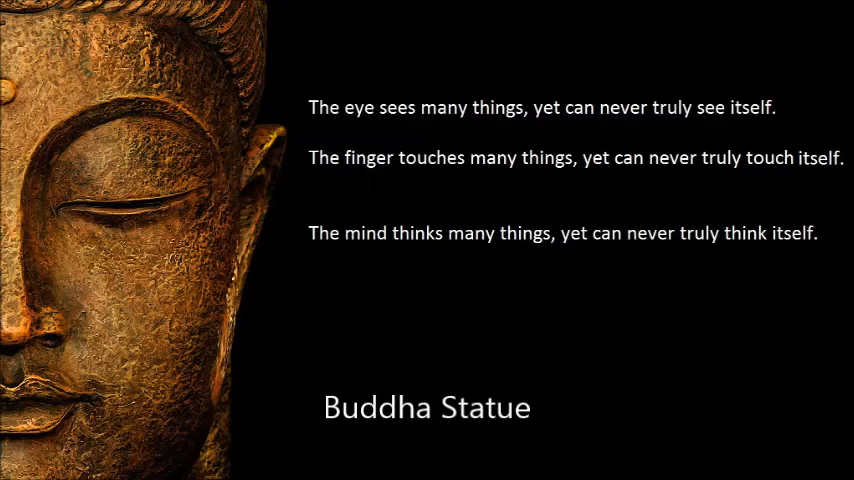 The eye sees many things, yet can never truly see itself.
The finger touches many things, yet can never truly touch itself.
The mind thinks many things, yet can never truly think itself.
Buddha Statue